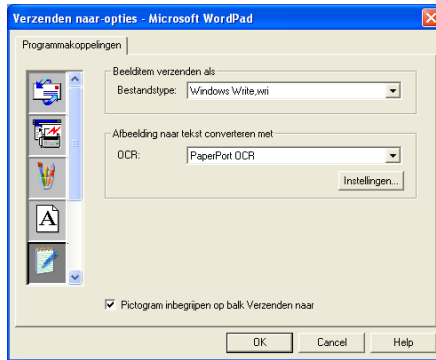 Verzenden naar-opties - Microsoft WordPad
Programmakoppelingen
Beelditem verzenden als
Bestandstype: Windows Write,wri
Afbeelding naar tekst converteren met
OCR: PaperPort OCR
Instellingen...
A
Pictogram inbegrijpen op balk Verzenden naar
OK Cancel Help